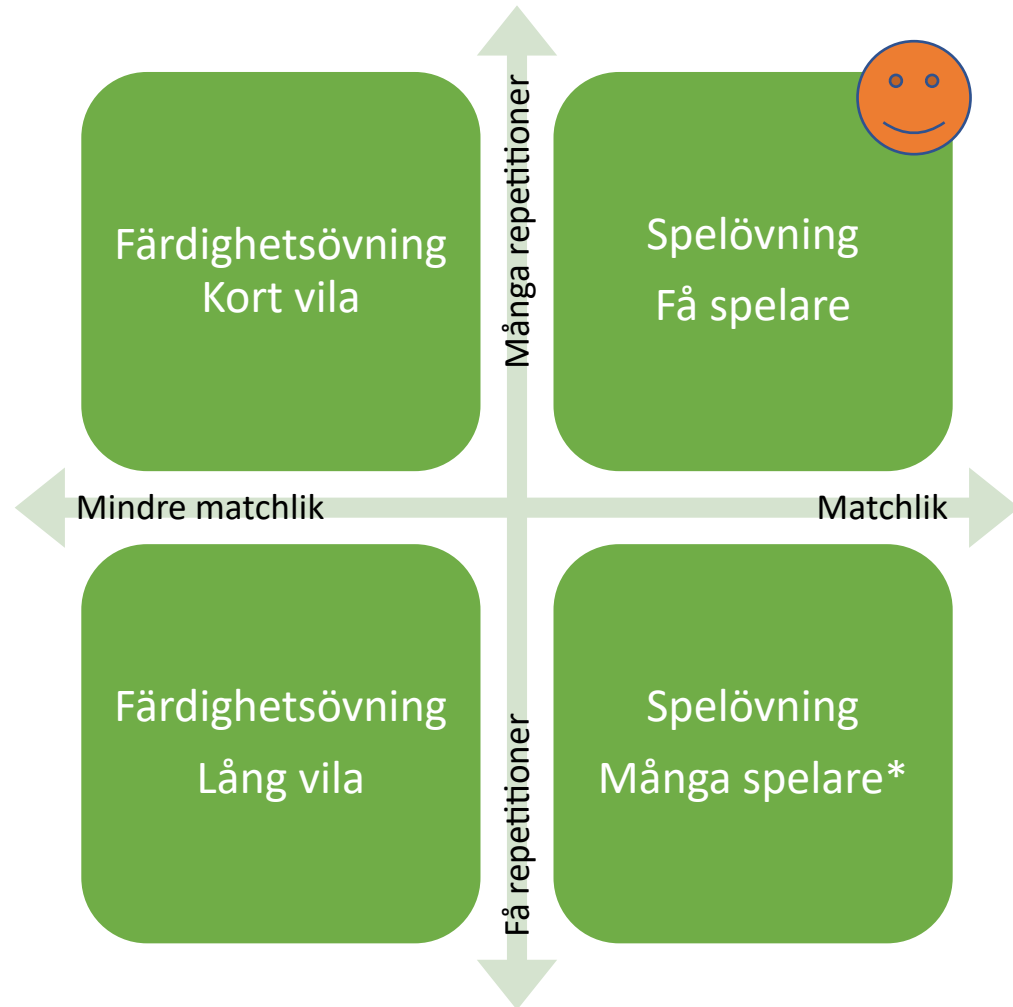 Många repetitioner
Färdighetsövning
Kort vila
Spelövning
Få spelare
Mindre matchlik
Matchlik
Färdighetsövning
Lång vila
Spelövning
Många spelare*
Få repetitioner